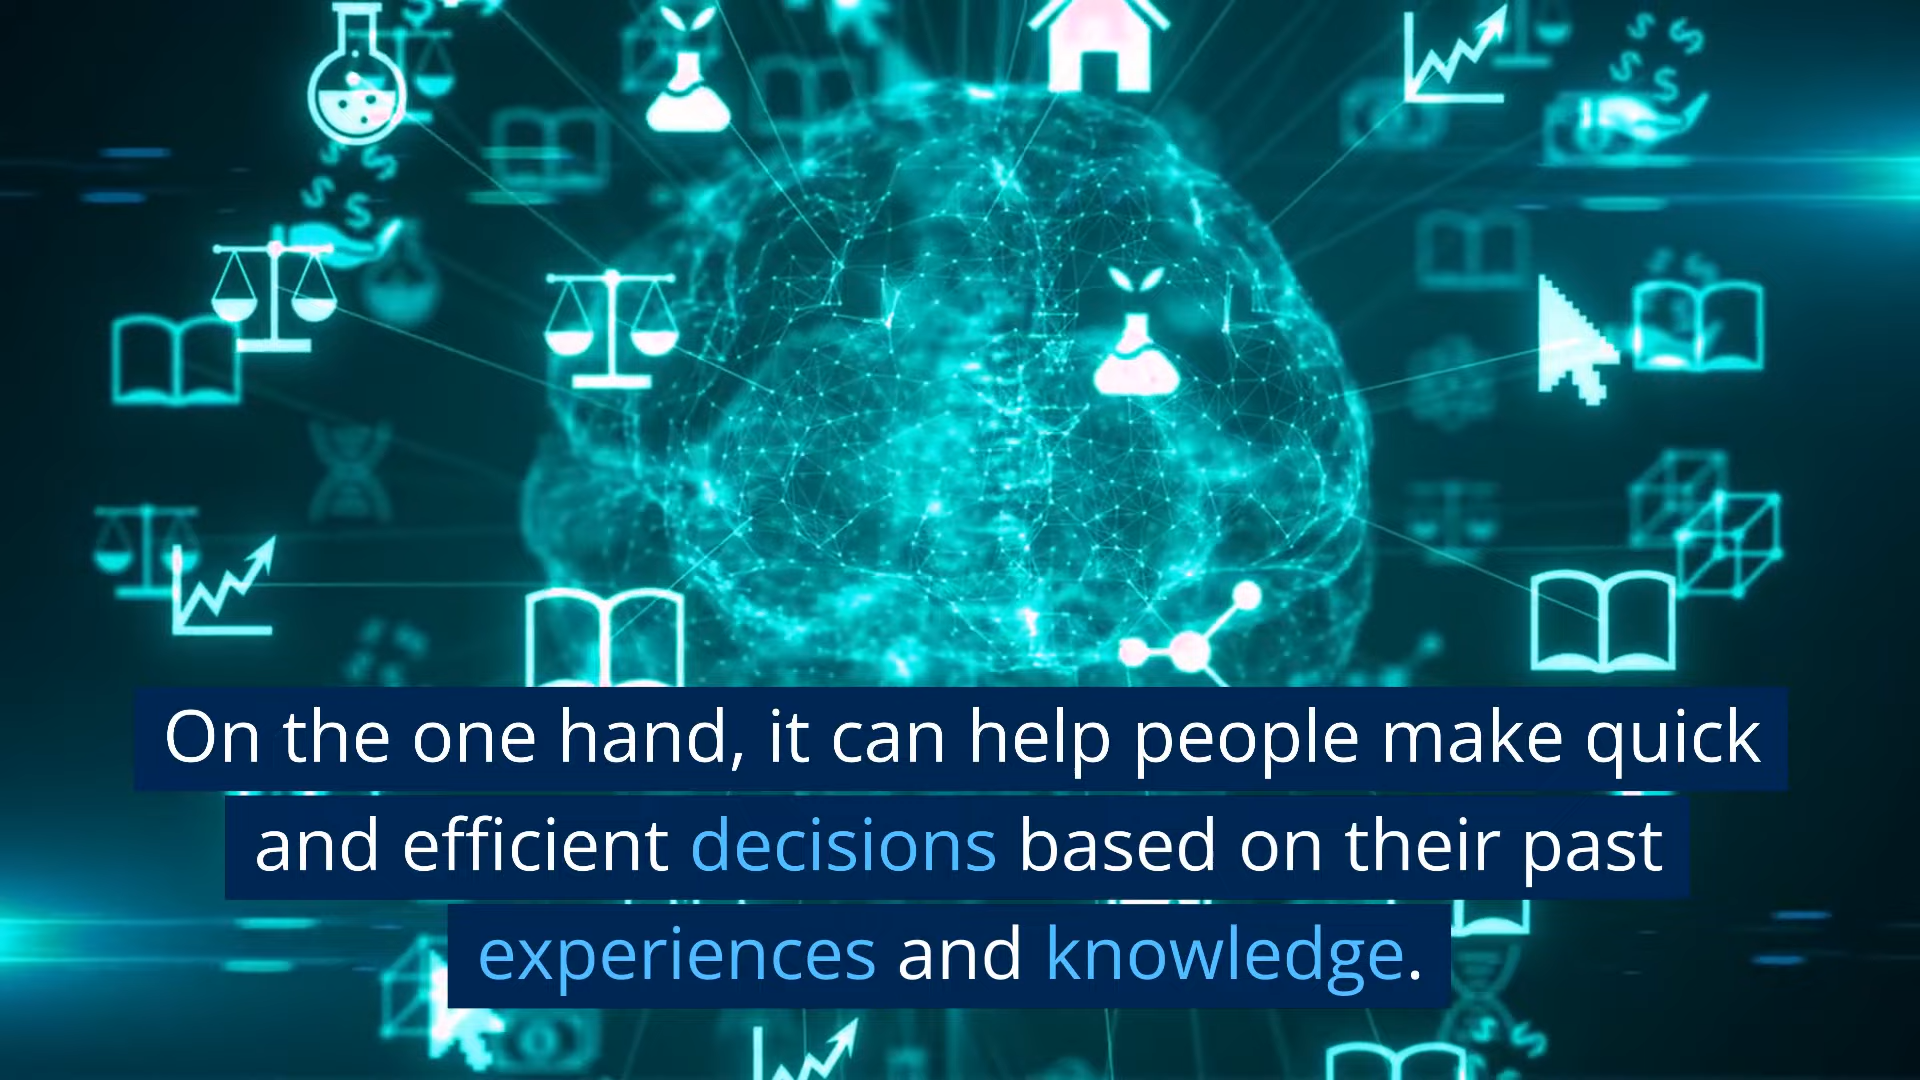 On the one hand, it can help people make quick
and efficient decisions based on their past
experiences and knowledge.